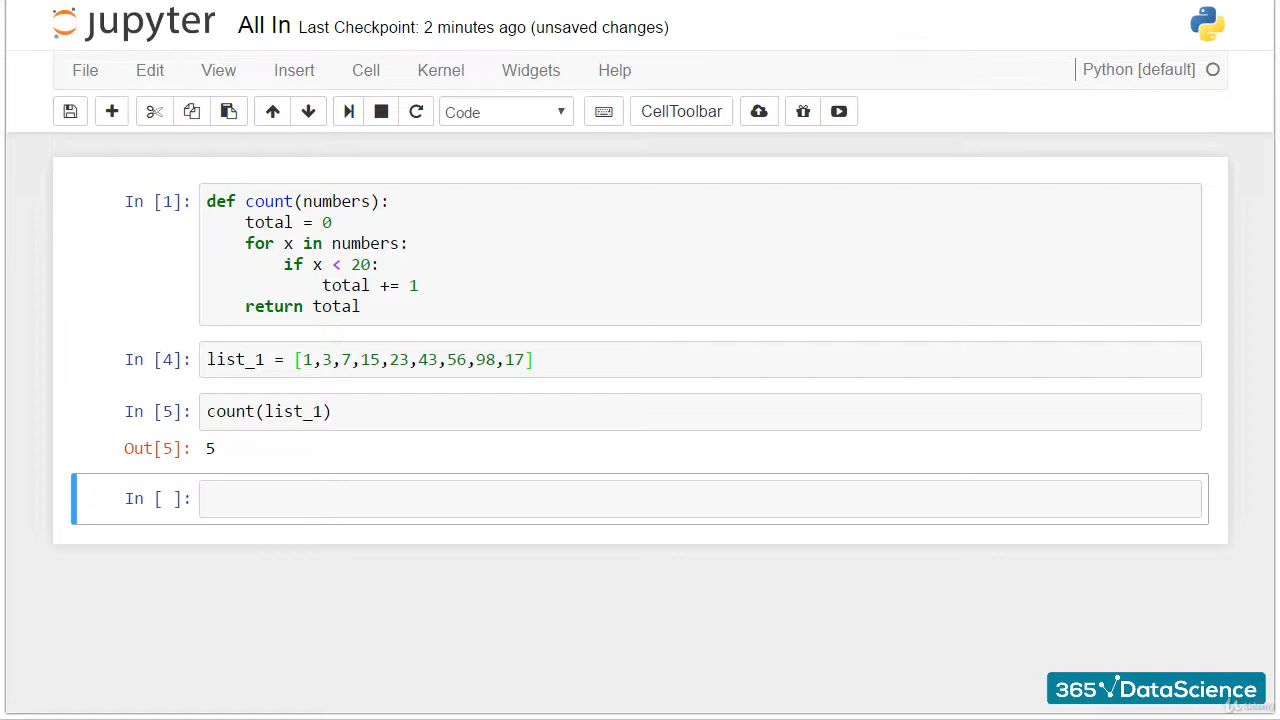 jupyter All In Last Checkpoint: 2 minutes ago (unsaved changes)
File Edit View Insert Cell Kernel Widgets Help Python [default]
Code CellToolbar
In [1]: def count(numbers):
    total = 0
    for x in numbers:
        if x < 20:
            total += 1
    return total
In [4]: list_1 = [1,3,7,15,23,43,56,98,17]
In [5]: count(list_1)
Out[5]: 5
In [ ]:
365 DataScience
Udemy